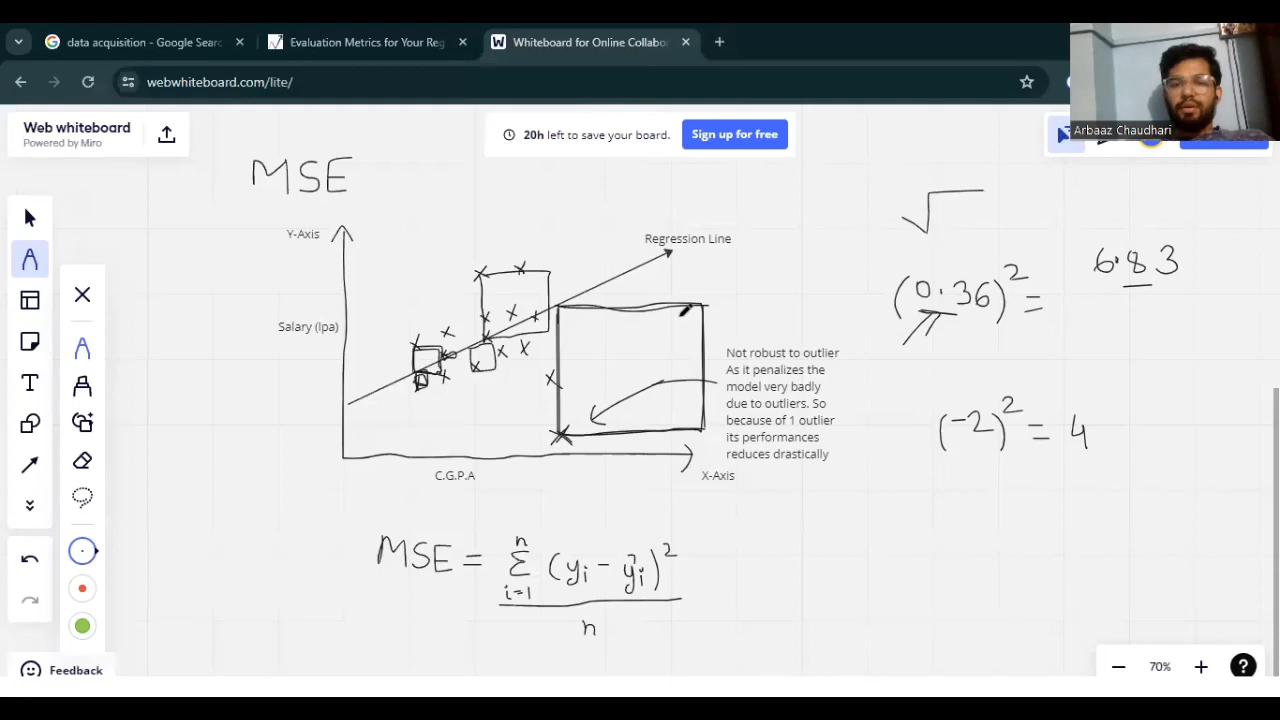 data acquisition - Google Searc
Evaluation Metrics for Your Reg
Whiteboard for Online Collabo
webwhiteboard.com/lite/
Arbaaz Chaudhari
Web whiteboard
Powered by Miro
20h left to save your board.
Sign up for free
MSE
Y-Axis
Regression Line
Salary (lpa)
Not robust to outlier
As it penalizes the
model very badly
due to outliers. So
because of 1 outlier
its performances
reduces drastically
C.G.P.A
X-Axis
√
(0.36)² =
6.83
(-2)² = 4
MSE = n Σ i=1 (yi - ŷi)²
n
Feedback
70%